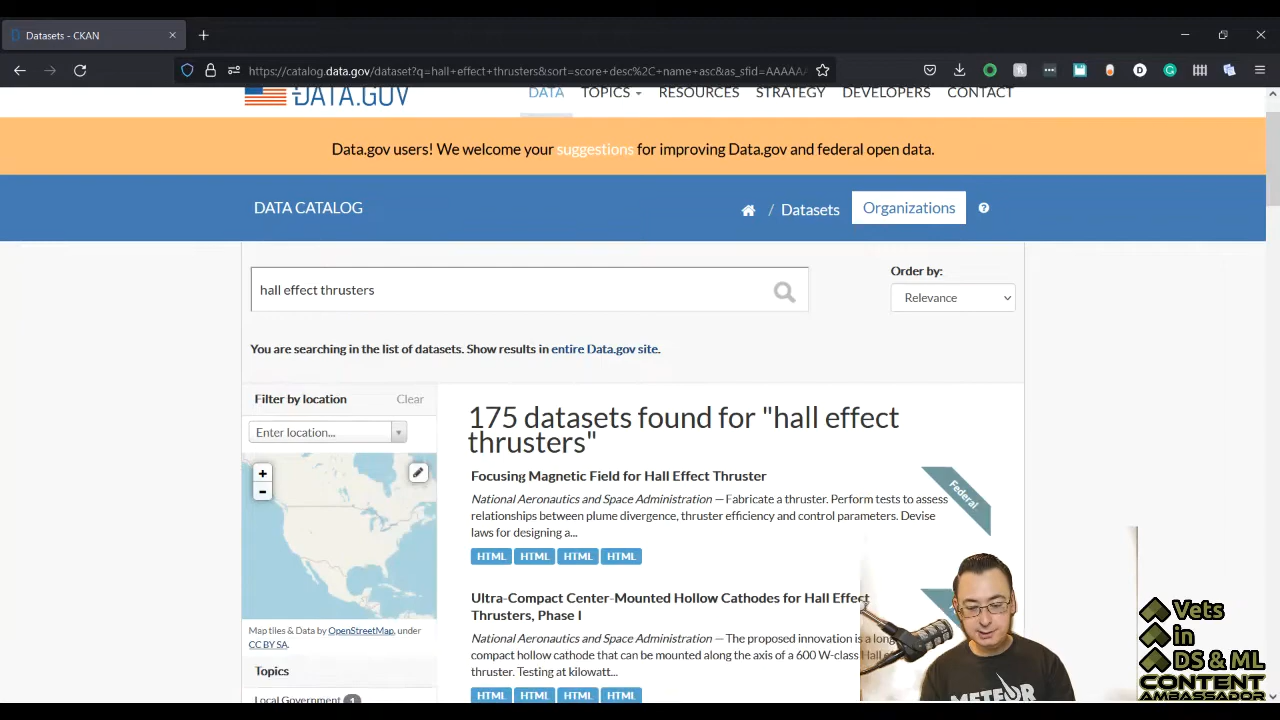 Datasets - CKAN
https://catalog.data.gov/dataset?q=hall+effect+thrusters&sort=score+desc%2C+name+asc&as_sfid=AAAAA
DATA.GOV
DATA
TOPICS
RESOURCES
STRATEGY
DEVELOPERS
CONTACT
Data.gov users! We welcome your suggestions for improving Data.gov and federal open data.
DATA CATALOG
/ Datasets
Organizations
hall effect thrusters
Order by:
Relevance
You are searching in the list of datasets. Show results in entire Data.gov site.
Filter by location
Clear
Enter location...
+
-
Map tiles & Data by OpenStreetMap, under
CC BY SA.
Topics
Local Government 1
175 datasets found for "hall effect
thrusters"
Focusing Magnetic Field for Hall Effect Thruster
Federal
National Aeronautics and Space Administration — Fabricate a thruster. Perform tests to assess
relationships between plume divergence, thruster efficiency and control parameters. Devise
laws for designing a...
HTML HTML HTML HTML
Ultra-Compact Center-Mounted Hollow Cathodes for Hall Effect
Thrusters, Phase I
National Aeronautics and Space Administration — The proposed innovation is a long
compact hollow cathode that can be mounted along the axis of a 600 W-class Hall
thruster. Testing at kilowatt...
HTML HTML HTML HTML
METEOR
Vets
in
DS & ML
CONTENT
AMBASSADOR